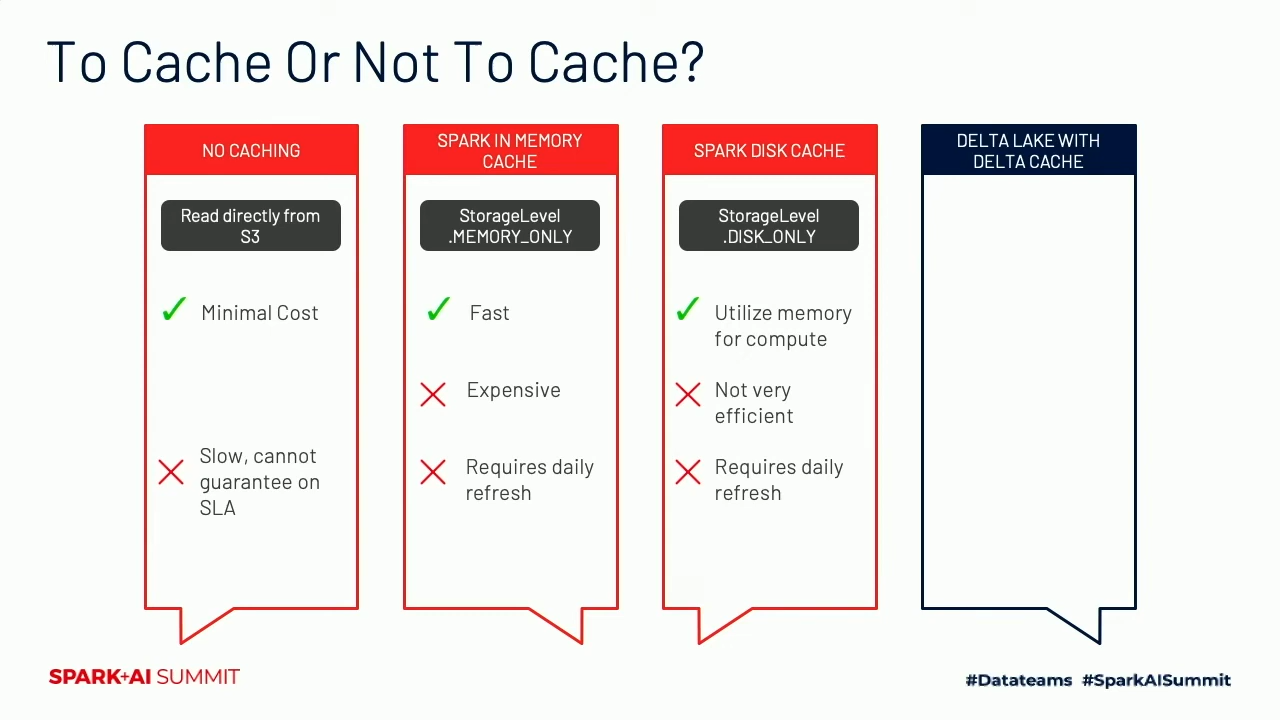 To Cache Or Not To Cache?
NO CACHING
Read directly from
S3
Minimal Cost
Slow, cannot
guarantee on
SLA
SPARK IN MEMORY
CACHE
StorageLevel
.MEMORY_ONLY
Fast
Expensive
Requires daily
refresh
SPARK DISK CACHE
StorageLevel
.DISK_ONLY
Utilize memory
for compute
Not very
efficient
Requires daily
refresh
DELTA LAKE WITH
DELTA CACHE
SPARK+AI SUMMIT
#Datateams #SparkAISummit